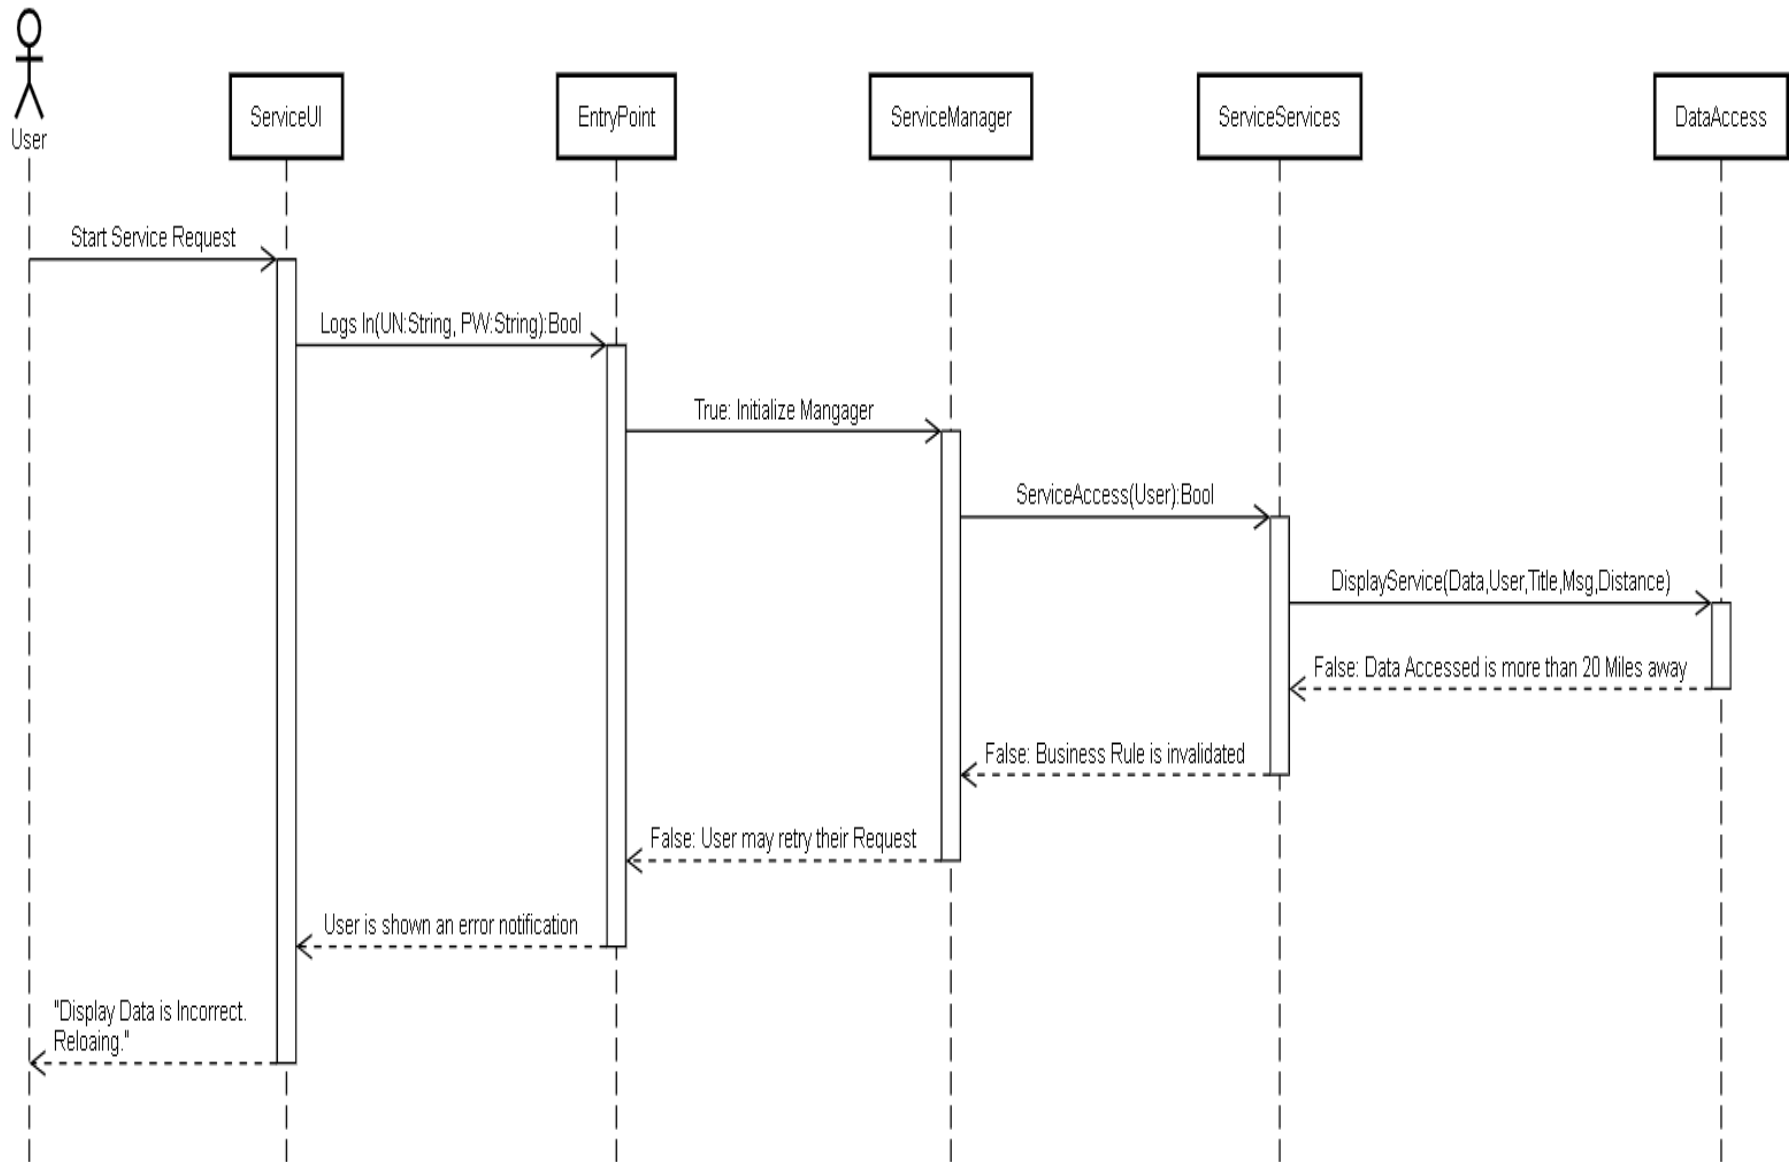 User
ServiceUI
EntryPoint
ServiceManager
ServiceServices
DataAccess
Start Service Request
Logs In(UN:String, PW:String):Bool
True: Initialize Mangager
ServiceAccess(User):Bool
DisplayService(Data,User,Title,Msg,Distance)
False: Data Accessed is more than 20 Miles away
False: Business Rule is invalidated
False: User may retry their Request
User is shown an error notification
"Display Data is Incorrect.
Reloaing."